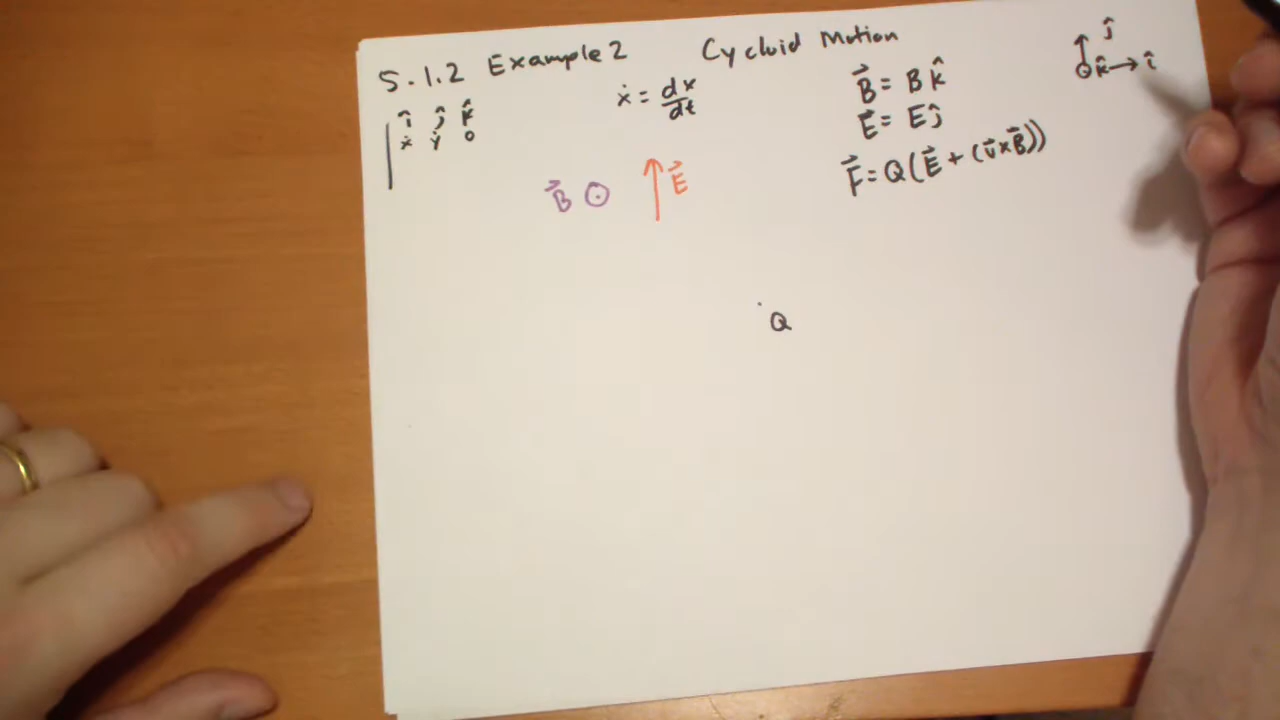 5.1.2 Example 2 Cycloid Motion
î ĵ k̂
ẋ ẏ 0
ẋ = dx/dt
B⃗ = B k̂
E⃗ = E ĵ
F⃗ = Q(E⃗ + (v⃗ × B⃗))
ĵ
k̂ → î
B⃗ ⊙ ↑ E⃗
Q